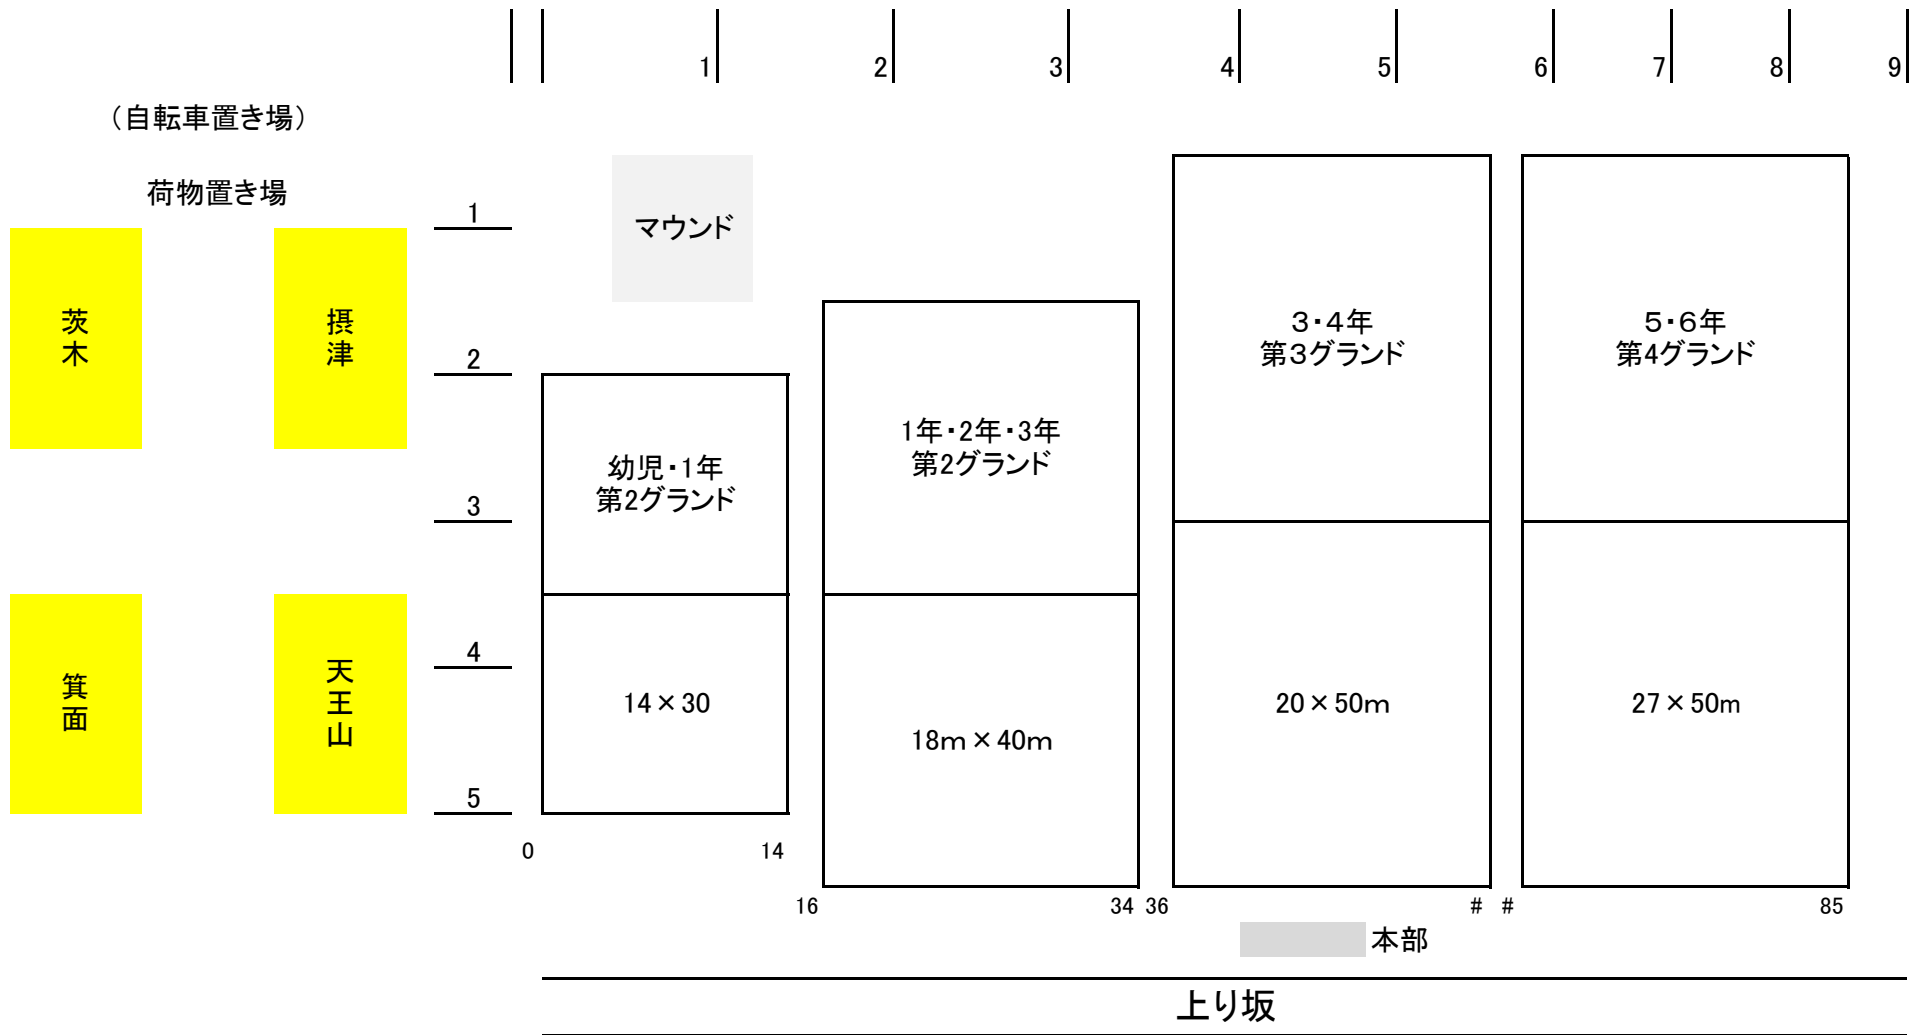 1
2
3
4
5
6
7
8
9
（自転車置き場）
荷物置き場
1
マウンド
茨木
摂津
3・4年
第3グランド
5・6年
第4グランド
2
1年・2年・3年
第2グランド
幼児・1年
第2グランド
3
4
箕面
天王山
14×30
18ｍ×40ｍ
20×50ｍ
27×50m
5
0
14
16
34
36
#
#
85
本部
上り坂